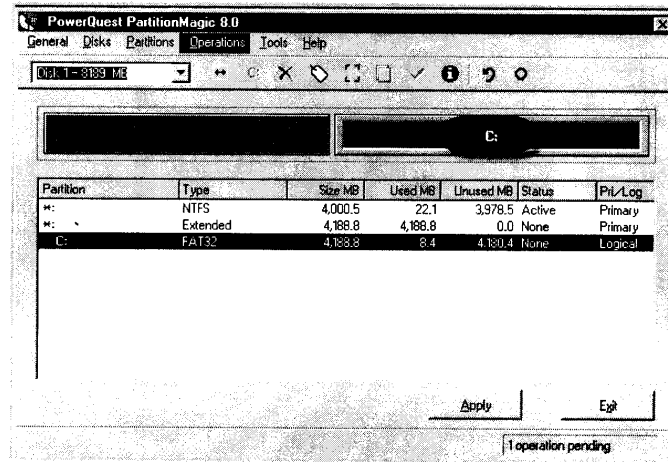 PowerQuest PartitionMagic 8.0
General Disks Partitions Operations Tools Help
Disk 1 - 8189 MB
C:
C:
Partition Type Size MB Used MB Unused MB Status Pri/Log
*: NTFS 4,000.5 22.1 3,978.5 Active Primary
*: Extended 4,188.8 4,188.8 0.0 None Primary
C: FAT32 4,188.8 8.4 4,180.4 None Logical
Apply Exit
1 operation pending